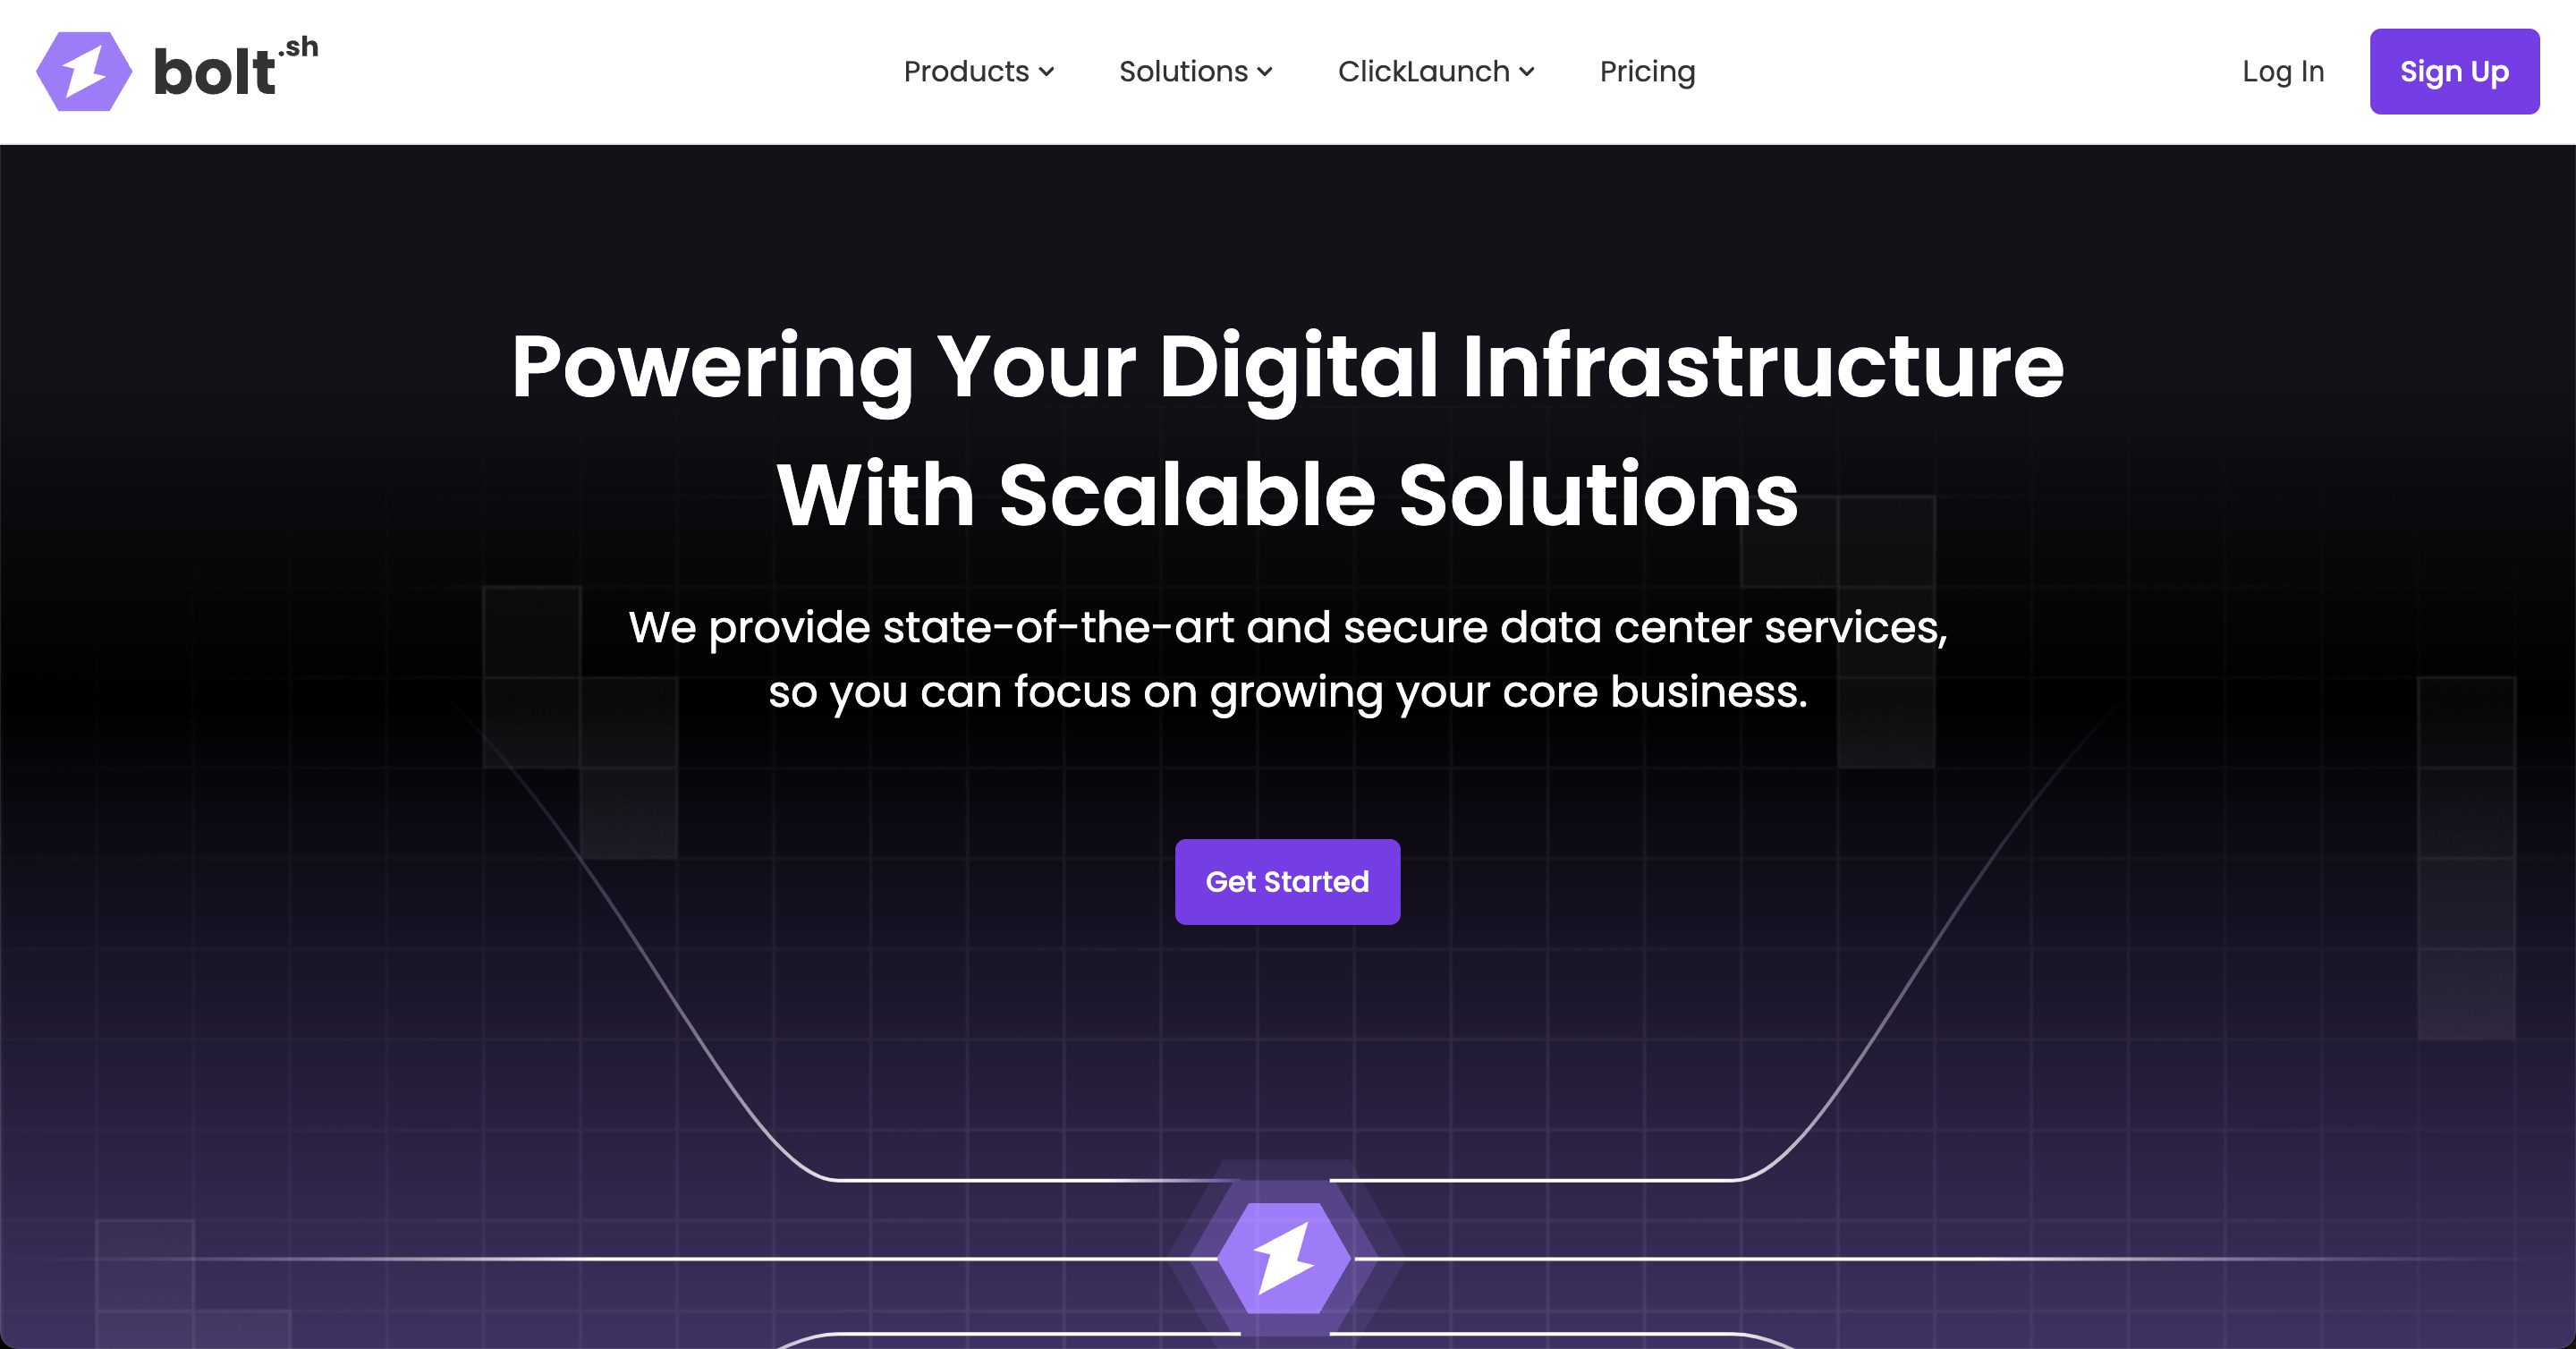 bolt.sh
Products
Solutions
ClickLaunch
Pricing
Log In
Sign Up
Powering Your Digital Infrastructure
With Scalable Solutions
We provide state-of-the-art and secure data center services,
so you can focus on growing your core business.
Get Started